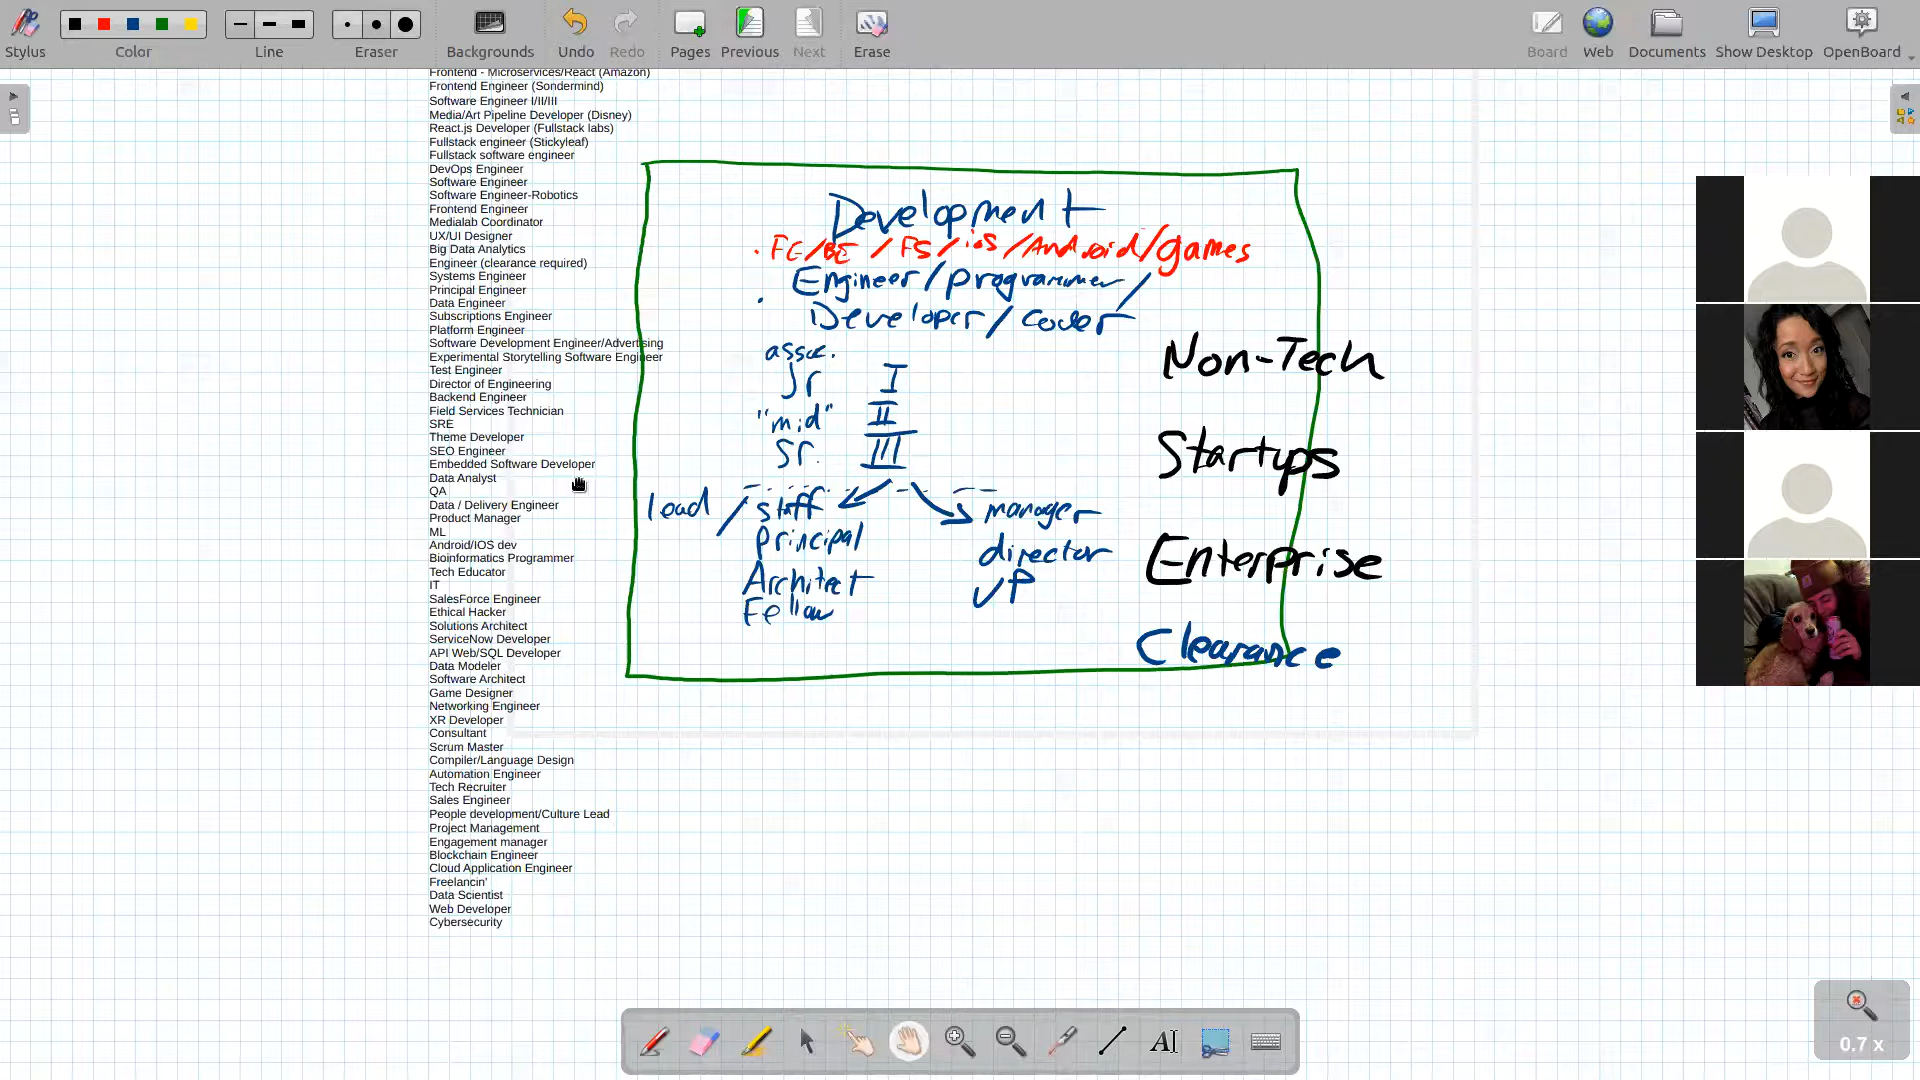 Stylus Color Line Eraser Backgrounds Undo Redo Pages Previous Next Erase Board Web Documents Show Desktop OpenBoard
Frontend - Microservices/React (Amazon)
Frontend Engineer (Sondermind)
Software Engineer I/II/III
Media/Art Pipeline Developer (Disney)
React.js Developer (Fullstack labs)
Fullstack engineer (Stickyleaf)
Fullstack software engineer
DevOps Engineer
Software Engineer
Software Engineer-Robotics
Frontend Engineer
Medialab Coordinator
UX/UI Designer
Big Data Analytics
Engineer (clearance required)
Systems Engineer
Principal Engineer
Data Engineer
Subscriptions Engineer
Platform Engineer
Software Development Engineer/Advertising
Experimental Storytelling Software Engineer
Test Engineer
Director of Engineering
Backend Engineer
Field Services Technician
SRE
Theme Developer
SEO Engineer
Embedded Software Developer
Data Analyst
QA
Data / Delivery Engineer
Product Manager
ML
Android/IOS dev
Bioinformatics Programmer
Tech Educator
IT
SalesForce Engineer
Ethical Hacker
Solutions Architect
ServiceNow Developer
API Web/SQL Developer
Data Modeler
Software Architect
Game Designer
Networking Engineer
XR Developer
Consultant
Scrum Master
Compiler/Language Design
Automation Engineer
Tech Recruiter
Sales Engineer
People development/Culture Lead
Project Management
Engagement manager
Blockchain Engineer
Cloud Application Engineer
Freelancin'
Data Scientist
Web Developer
Cybersecurity
Development
· FE/BE / FS / ios / Android / games
Engineer / programmer /
· Developer / coder
assoc.
Jr I
"mid" II
Sr. III
lead / staff manager
Principal director
Architect VP
Fellow
Non-Tech
Startups
Enterprise
Clearance
0.7 x